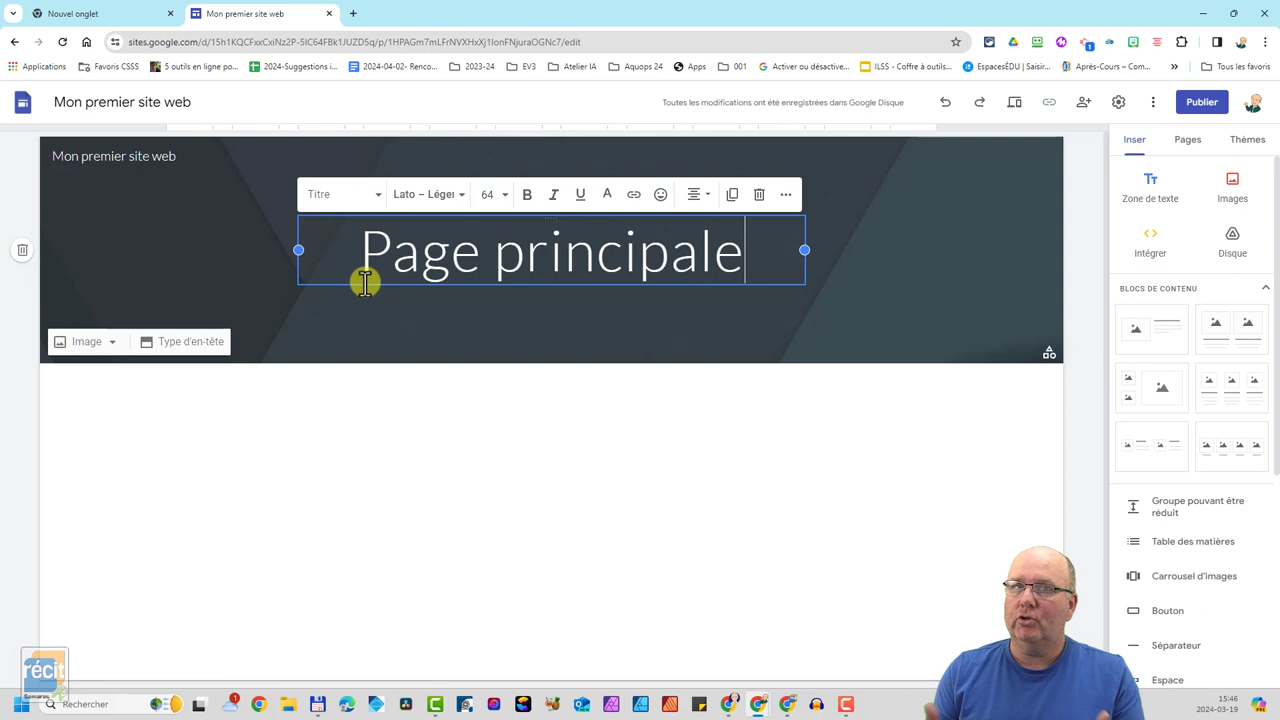 Nouvel onglet
Mon premier site web
sites.google.com/d/15h1KQCFxxCxiNz2P-5IC64FBk1JUZD5q/p/1HPAGm7mLFrNVXHxXj1IonFNjuraOGNc7/edit
Applications
Favoris CSSS
5 outils en ligne po...
2024-Suggestions i...
2024-04-02- Renco...
2023-24
EV3
Atelier IA
Aquops 24
Apps
001
Activer ou désactive...
ILSS - Coffre à outils...
EspacesÉDU | Saisir...
Après-Cours – Com...
Tous les favoris
Mon premier site web
Toutes les modifications ont été enregistrées dans Google Disque
Publier
Inser
Pages
Thèmes
Mon premier site web
Titre
Lato – Léger
64
B
I
U
A
Page principale
Image
Type d'en-tête
Zone de texte
Images
Intégrer
Disque
BLOCS DE CONTENU
Groupe pouvant être
réduit
Table des matières
Carrousel d'images
Bouton
Séparateur
Espace
récit
Rechercher
15:46
2024-03-19